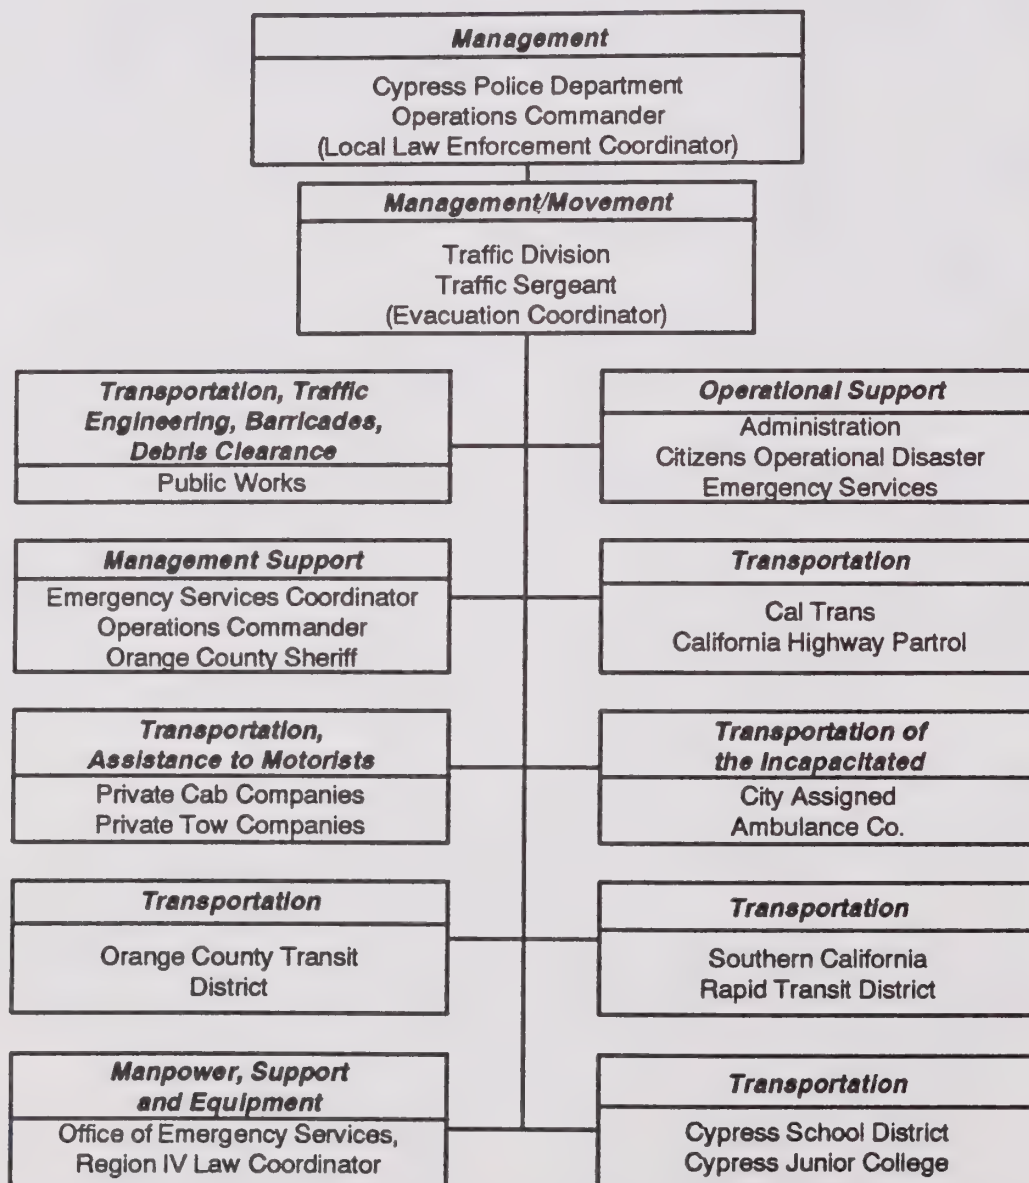 Management
Cypress Police Department
Operations Commander
(Local Law Enforcement Coordinator)
Management/Movement
Traffic Division
Traffic Sergeant
(Evacuation Coordinator)
Transportation, Traffic
Engineering, Barricades,
Debris Clearance
Public Works
Operational Support
Administration
Citizens Operational Disaster
Emergency Services
Management Support
Emergency Services Coordinator
Operations Commander
Orange County Sheriff
Transportation
Cal Trans
California Highway Partrol
Transportation,
Assistance to Motorists
Private Cab Companies
Private Tow Companies
Transportation of
the Incapacitated
City Assigned
Ambulance Co.
Transportation
Orange County Transit
District
Transportation
Southern California
Rapid Transit District
Manpower, Support
and Equipment
Office of Emergency Services,
Region IV Law Coordinator
Transportation
Cypress School District
Cypress Junior College